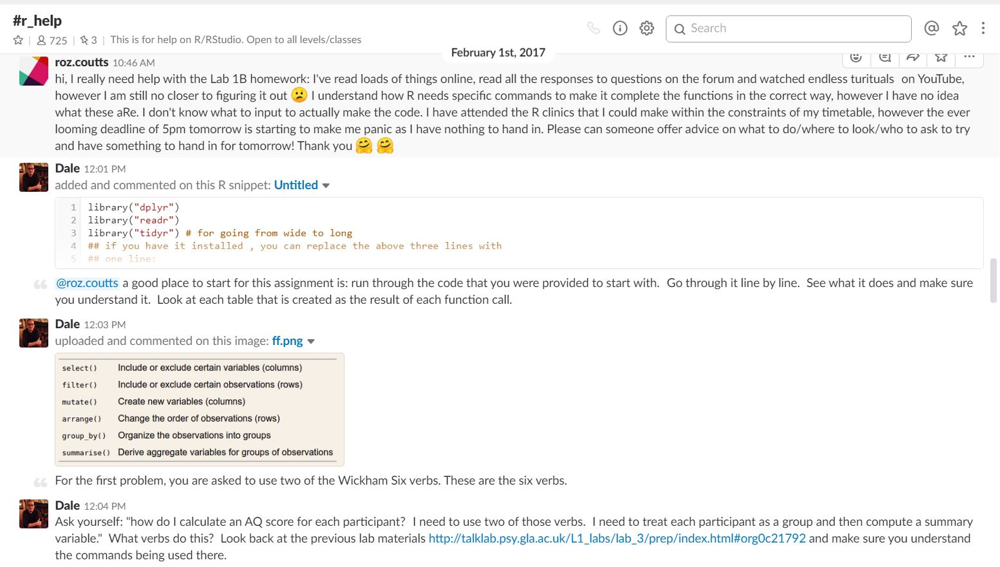 #r_help
725 | 3 | This is for help on R/RStudio. Open to all levels/classes
Search
February 1st, 2017
roz.coutts 10:46 AM
hi, I really need help with the Lab 1B homework: I've read loads of things online, read all the responses to questions on the forum and watched endless turituals on YouTube,
however I am still no closer to figuring it out 😕 I understand how R needs specific commands to make it complete the functions in the correct way, however I have no idea
what these aRe. I don't know what to input to actually make the code. I have attended the R clinics that I could make within the constraints of my timetable, however the ever
looming deadline of 5pm tomorrow is starting to make me panic as I have nothing to hand in. Please can someone offer advice on what to do/where to look/who to ask to try
and have something to hand in for tomorrow! Thank you 🤗 🤗
Dale 12:01 PM
added and commented on this R snippet: Untitled
1 library("dplyr")
2 library("readr")
3 library("tidyr") # for going from wide to long
4 ## if you have it installed , you can replace the above three lines with
5 ## one line:
@roz.coutts a good place to start for this assignment is: run through the code that you were provided to start with. Go through it line by line. See what it does and make sure
you understand it. Look at each table that is created as the result of each function call.
Dale 12:03 PM
uploaded and commented on this image: ff.png
select() Include or exclude certain variables (columns)
filter() Include or exclude certain observations (rows)
mutate() Create new variables (columns)
arrange() Change the order of observations (rows)
group_by() Organize the observations into groups
summarise() Derive aggregate variables for groups of observations
For the first problem, you are asked to use two of the Wickham Six verbs. These are the six verbs.
Dale 12:04 PM
Ask yourself: "how do I calculate an AQ score for each participant? I need to use two of those verbs. I need to treat each participant as a group and then compute a summary
variable." What verbs do this? Look back at the previous lab materials http://talklab.psy.gla.ac.uk/L1_labs/lab_3/prep/index.html#org0c21792 and make sure you understand
the commands being used there.